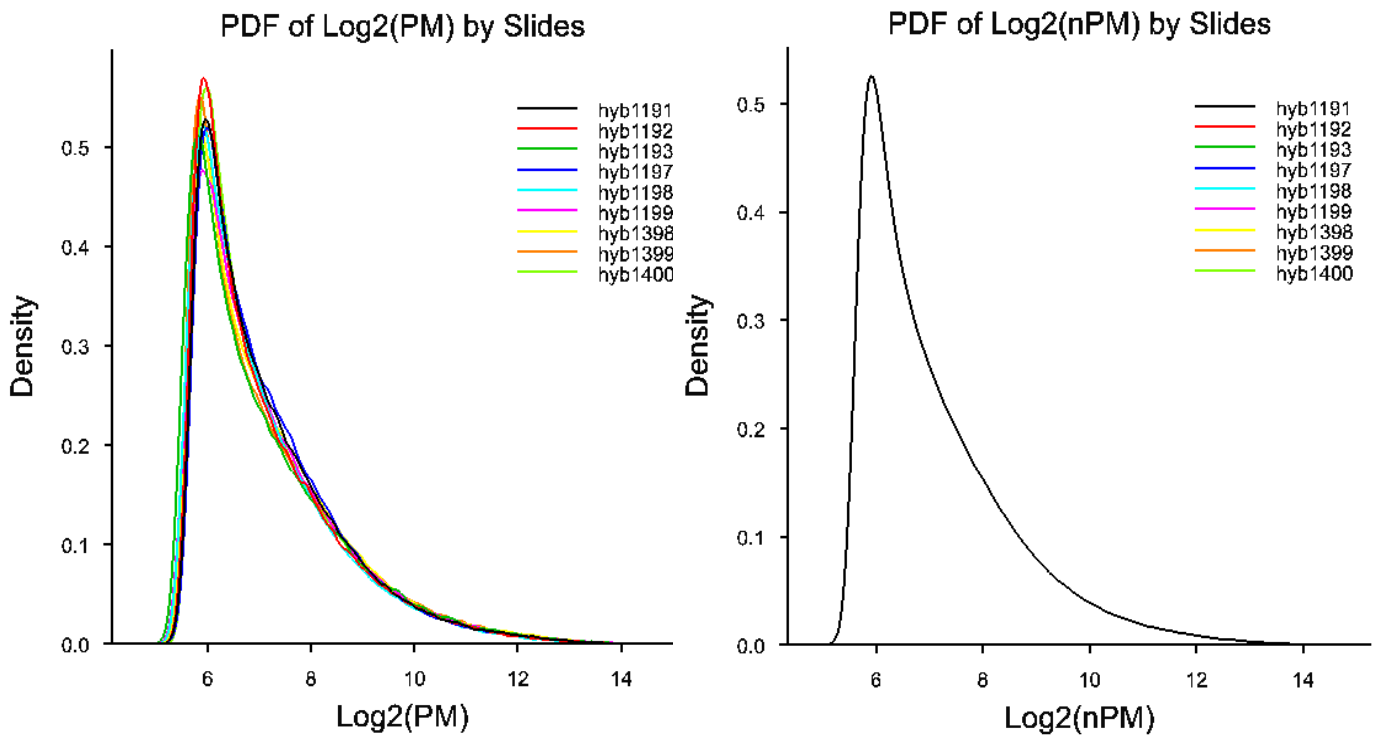 PDF of Log2(PM) by Slides
hyb1191
hyb1192
hyb1193
hyb1197
hyb1198
hyb1199
hyb1398
hyb1399
hyb1400
0.5
0.4
0.3
0.2
0.1
0.0
Density
6 8 10 12 14
Log2(PM)
PDF of Log2(nPM) by Slides
hyb1191
hyb1192
hyb1193
hyb1197
hyb1198
hyb1199
hyb1398
hyb1399
hyb1400
0.5
0.4
0.3
0.2
0.1
0.0
Density
6 8 10 12 14
Log2(nPM)